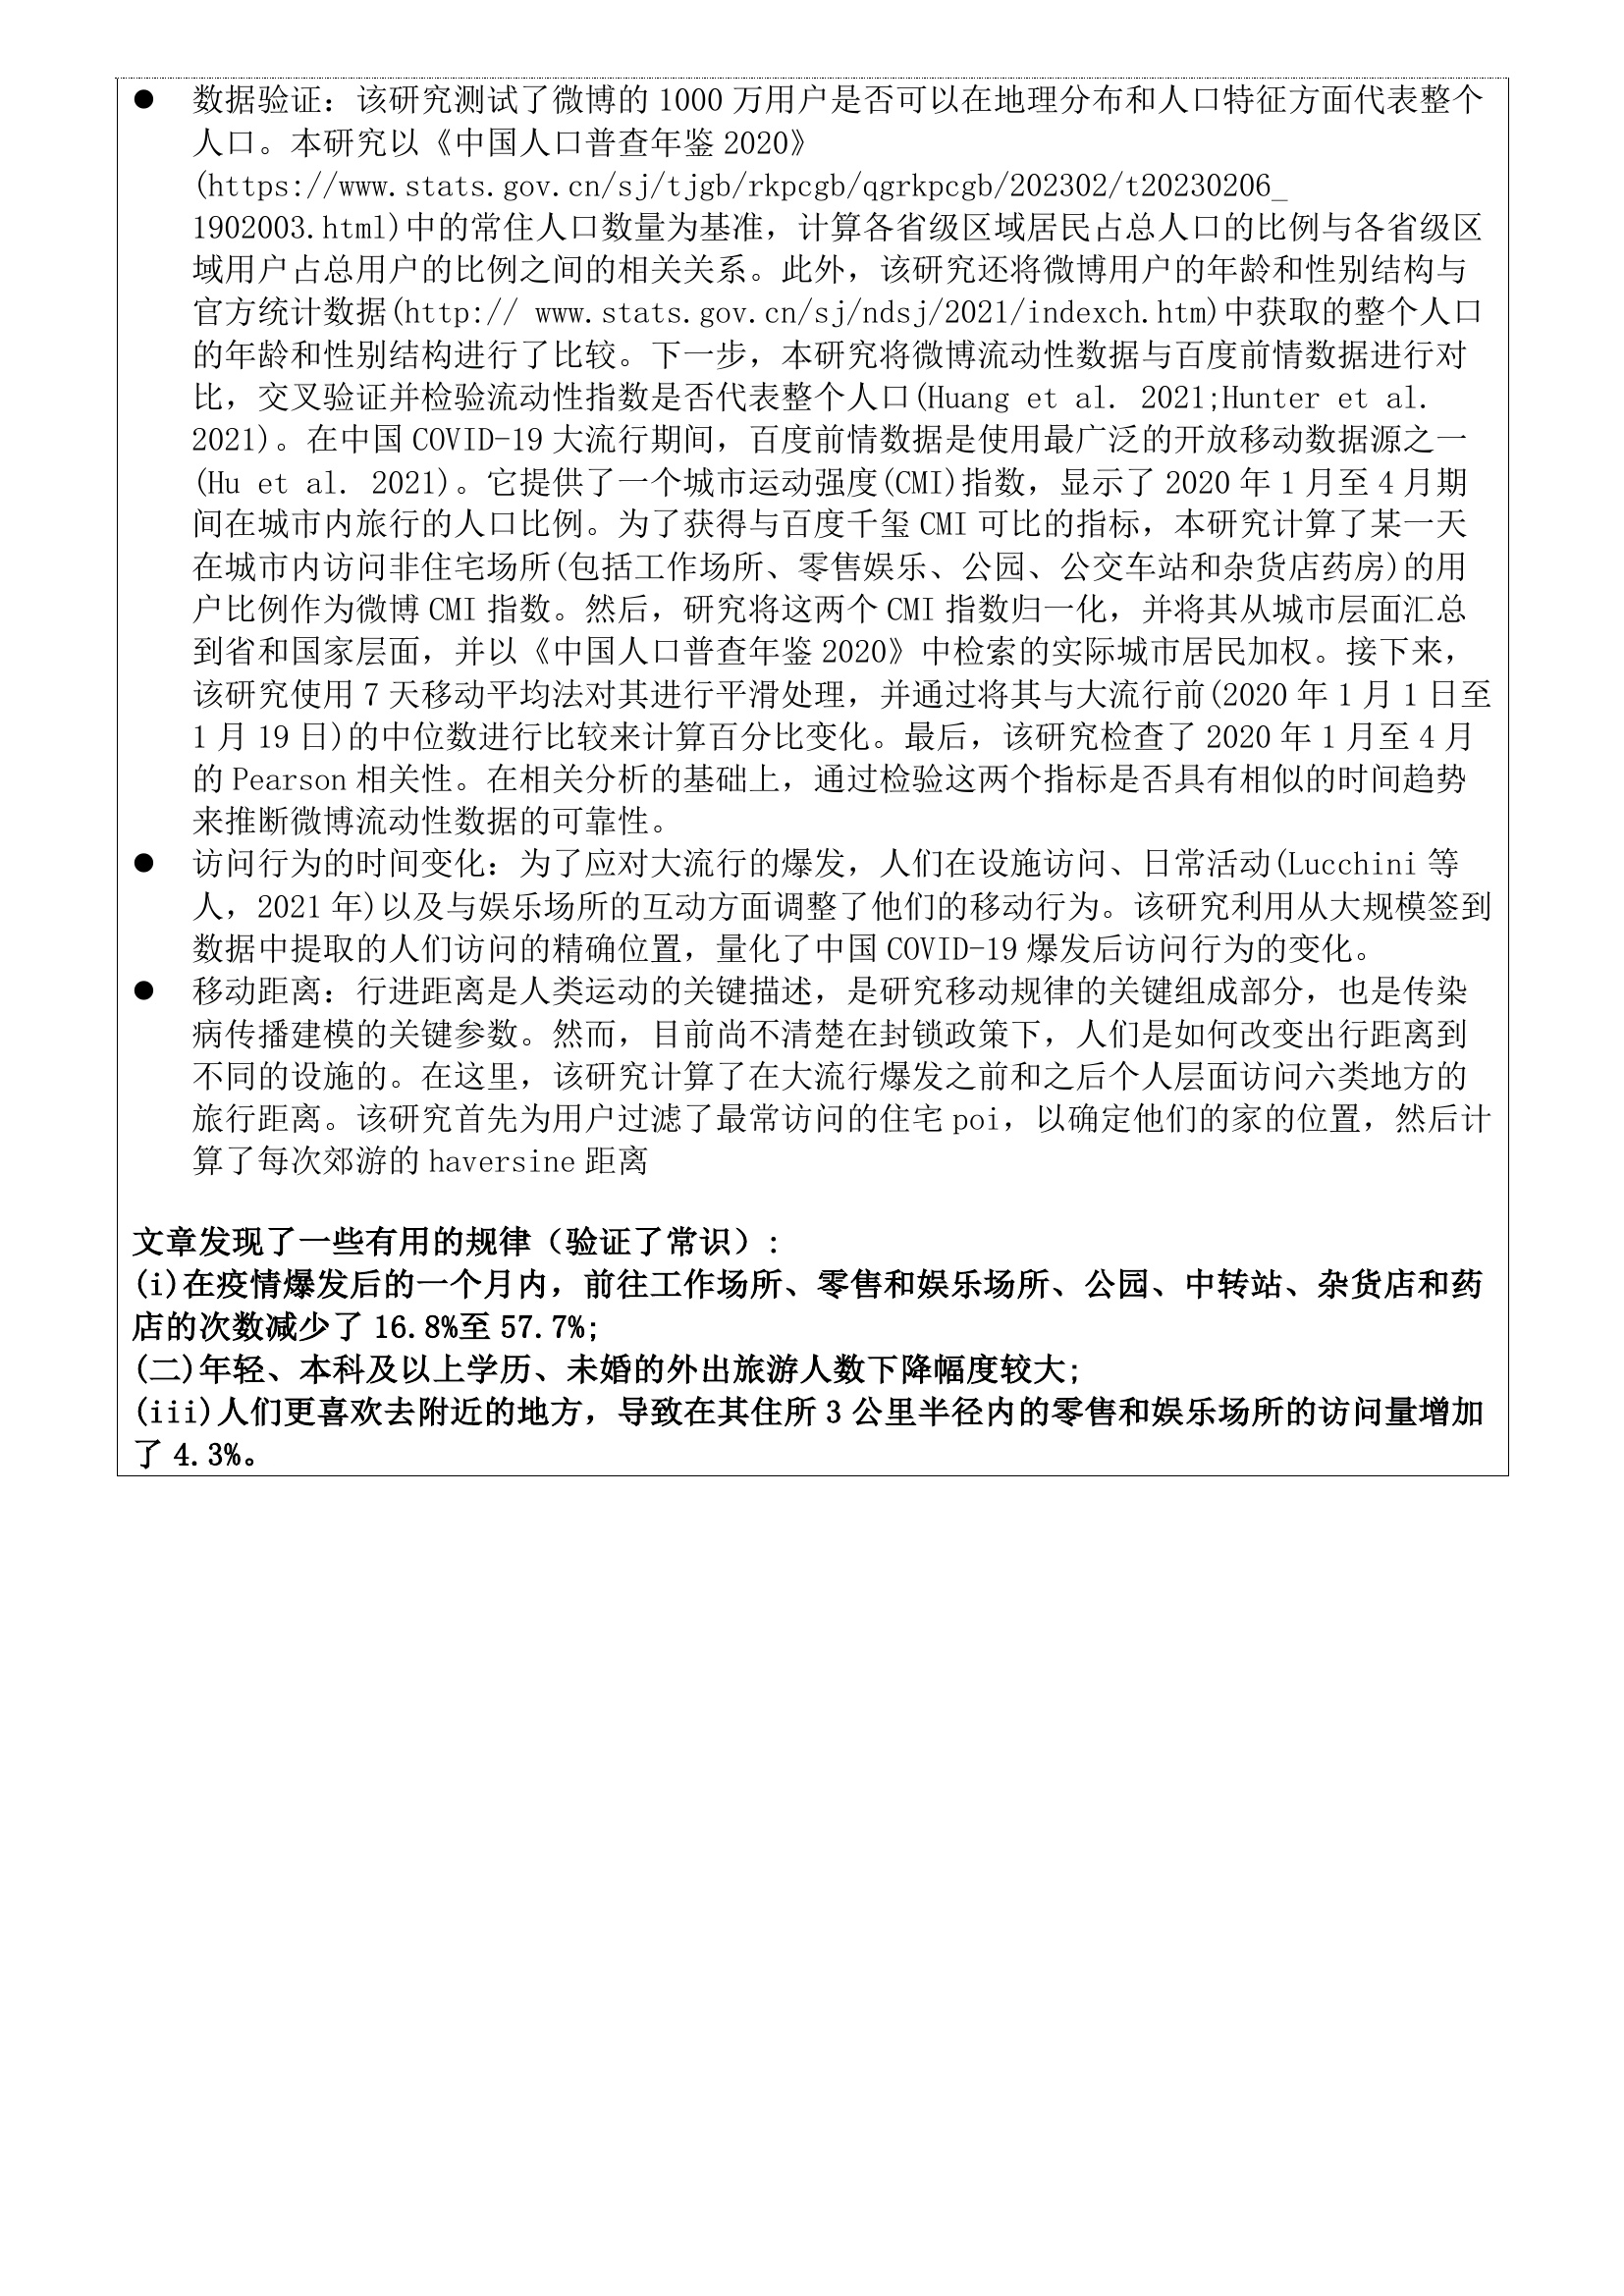 ● 数据验证：该研究测试了微博的 1000 万用户是否可以在地理分布和人口特征方面代表整个
人口。本研究以《中国人口普查年鉴 2020》
(https://www.stats.gov.cn/sj/tjgb/rkpcgb/qgrkpcgb/202302/t20230206_
1902003.html)中的常住人口数量为基准，计算各省级区域居民占总人口的比例与各省级区
域用户占总用户的比例之间的相关关系。此外，该研究还将微博用户的年龄和性别结构与
官方统计数据(http:// www.stats.gov.cn/sj/ndsj/2021/indexch.htm)中获取的整个人口
的年龄和性别结构进行了比较。下一步，本研究将微博流动性数据与百度前情数据进行对
比，交叉验证并检验流动性指数是否代表整个人口(Huang et al. 2021;Hunter et al.
2021)。在中国 COVID-19 大流行期间，百度前情数据是使用最广泛的开放移动数据源之一
(Hu et al. 2021)。它提供了一个城市运动强度(CMI)指数，显示了 2020 年 1 月至 4 月期
间在城市内旅行的人口比例。为了获得与百度千玺 CMI 可比的指标，本研究计算了某一天
在城市内访问非住宅场所(包括工作场所、零售娱乐、公园、公交车站和杂货店药房)的用
户比例作为微博 CMI 指数。然后，研究将这两个 CMI 指数归一化，并将其从城市层面汇总
到省和国家层面，并以《中国人口普查年鉴 2020》中检索的实际城市居民加权。接下来，
该研究使用 7 天移动平均法对其进行平滑处理，并通过将其与大流行前(2020 年 1 月 1 日至
1 月 19 日)的中位数进行比较来计算百分比变化。最后，该研究检查了 2020 年 1 月至 4 月
的 Pearson 相关性。在相关分析的基础上，通过检验这两个指标是否具有相似的时间趋势
来推断微博流动性数据的可靠性。
● 访问行为的时间变化：为了应对大流行的爆发，人们在设施访问、日常活动(Lucchini 等
人，2021 年)以及与娱乐场所的互动方面调整了他们的移动行为。该研究利用从大规模签到
数据中提取的人们访问的精确位置，量化了中国 COVID-19 爆发后访问行为的变化。
● 移动距离：行进距离是人类运动的关键描述，是研究移动规律的关键组成部分，也是传染
病传播建模的关键参数。然而，目前尚不清楚在封锁政策下，人们是如何改变出行距离到
不同的设施的。在这里，该研究计算了在大流行爆发之前和之后个人层面访问六类地方的
旅行距离。该研究首先为用户过滤了最常访问的住宅 poi，以确定他们的家的位置，然后计
算了每次郊游的 haversine 距离
文章发现了一些有用的规律（验证了常识）：
(i)在疫情爆发后的一个月内，前往工作场所、零售和娱乐场所、公园、中转站、杂货店和药
店的次数减少了 16.8%至 57.7%;
(二)年轻、本科及以上学历、未婚的外出旅游人数下降幅度较大;
(iii)人们更喜欢去附近的地方，导致在其住所 3 公里半径内的零售和娱乐场所的访问量增加
了 4.3%。